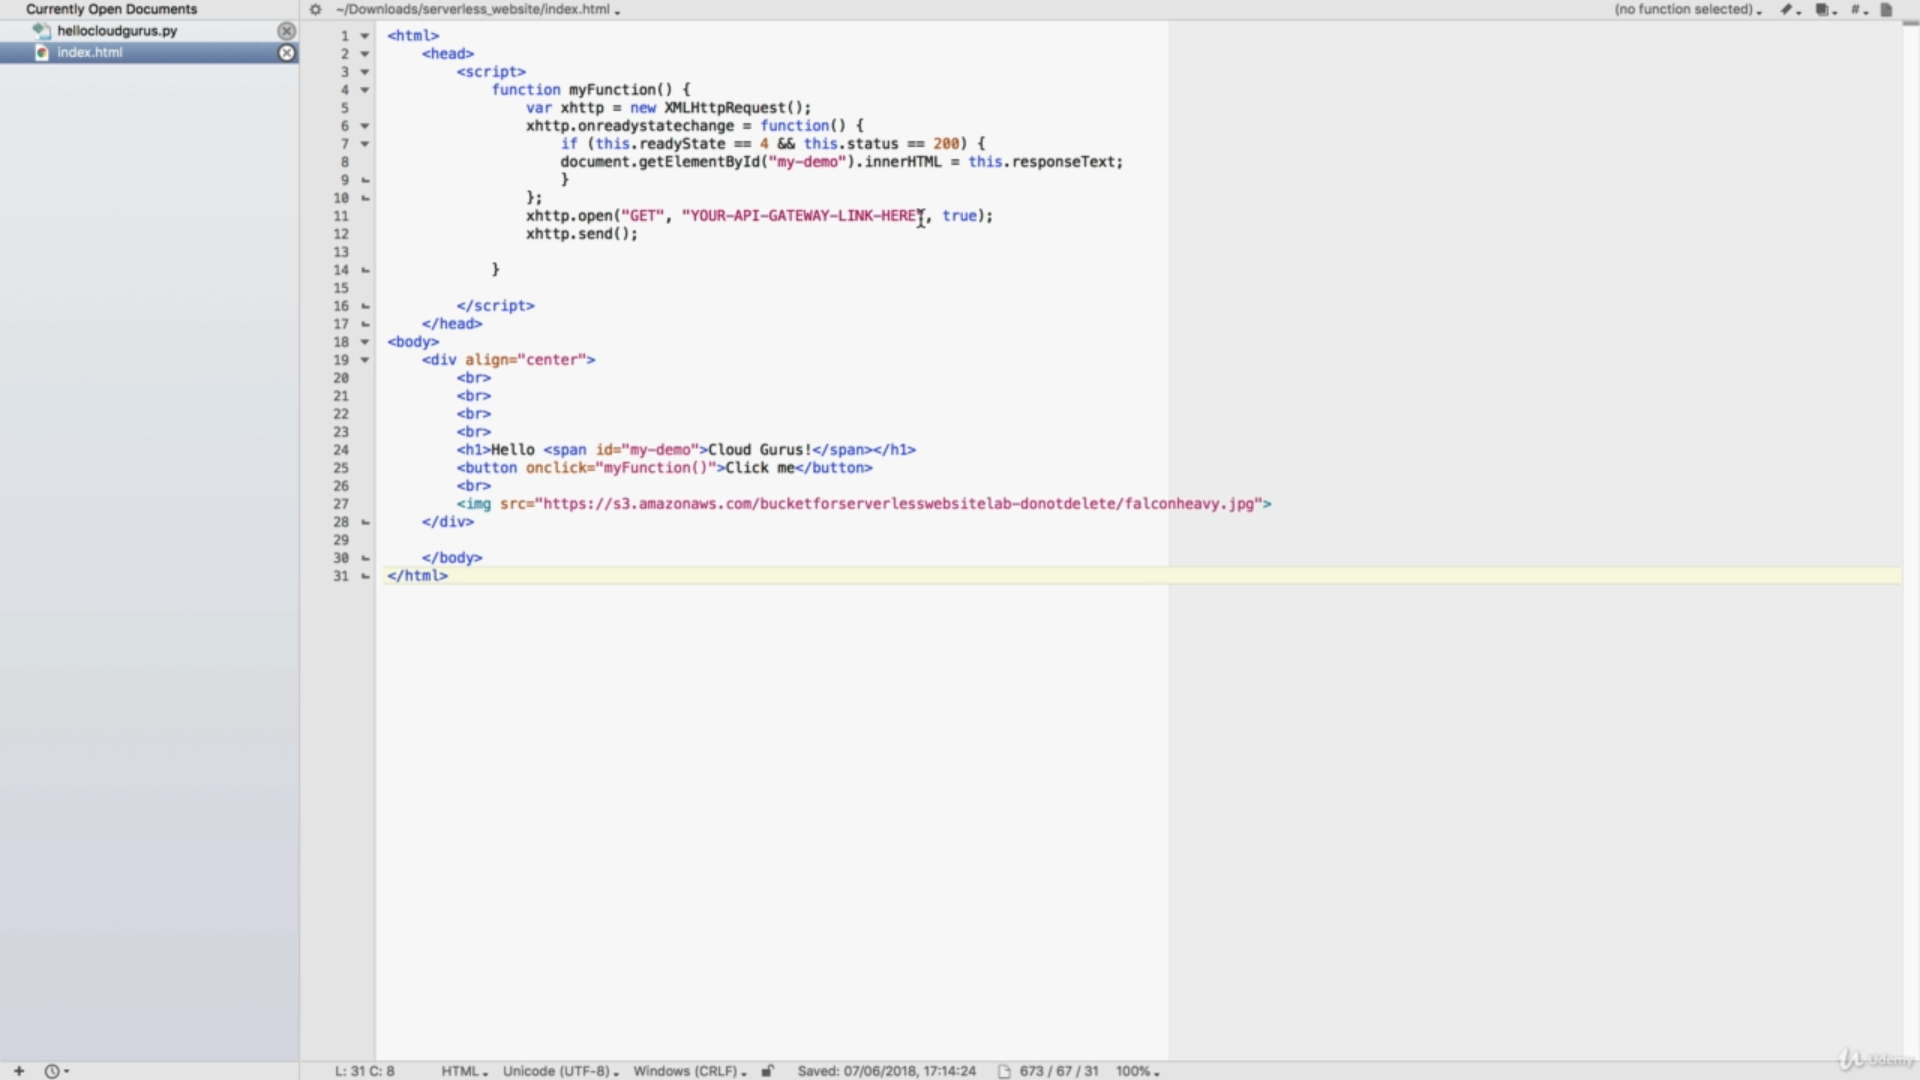 Currently Open Documents
~/Downloads/serverless_website/index.html
(no function selected)
#
hellocloudgurus.py
index.html
1 <html>
2 <head>
3 <script>
4 function myFunction() {
5 var xhttp = new XMLHttpRequest();
6 xhttp.onreadystatechange = function() {
7 if (this.readyState == 4 && this.status == 200) {
8 document.getElementById("my-demo").innerHTML = this.responseText;
9 }
10 };
11 xhttp.open("GET", "YOUR-API-GATEWAY-LINK-HERE", true);
12 xhttp.send();
13
14 }
15
16 </script>
17 </head>
18 <body>
19 <div align="center">
20 <br>
21 <br>
22 <br>
23 <br>
24 <h1>Hello <span id="my-demo">Cloud Gurus!</span></h1>
25 <button onclick="myFunction()">Click me</button>
26 <br>
27 <img src="https://s3.amazonaws.com/bucketforserverlesswebsitelab-donotdelete/falconheavy.jpg">
28 </div>
29
30 </body>
31 </html>
L: 31 C: 8 HTML Unicode (UTF-8) Windows (CRLF) Saved: 07/06/2018, 17:14:24 673 / 67 / 31 100%
Udemy